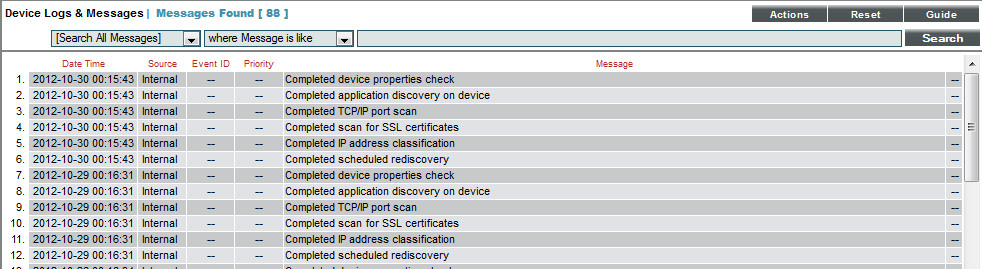 Device Logs & Messages | Messages Found [ 88 ] Actions Reset Guide
[Search All Messages] where Message is like Search
Date Time Source Event ID Priority Message
1. 2012-10-30 00:15:43 Internal -- -- Completed device properties check --
2. 2012-10-30 00:15:43 Internal -- -- Completed application discovery on device --
3. 2012-10-30 00:15:43 Internal -- -- Completed TCP/IP port scan --
4. 2012-10-30 00:15:43 Internal -- -- Completed scan for SSL certificates --
5. 2012-10-30 00:15:43 Internal -- -- Completed IP address classification --
6. 2012-10-30 00:15:43 Internal -- -- Completed scheduled rediscovery --
7. 2012-10-29 00:16:31 Internal -- -- Completed device properties check --
8. 2012-10-29 00:16:31 Internal -- -- Completed application discovery on device --
9. 2012-10-29 00:16:31 Internal -- -- Completed TCP/IP port scan --
10. 2012-10-29 00:16:31 Internal -- -- Completed scan for SSL certificates --
11. 2012-10-29 00:16:31 Internal -- -- Completed IP address classification --
12. 2012-10-29 00:16:31 Internal -- -- Completed scheduled rediscovery --